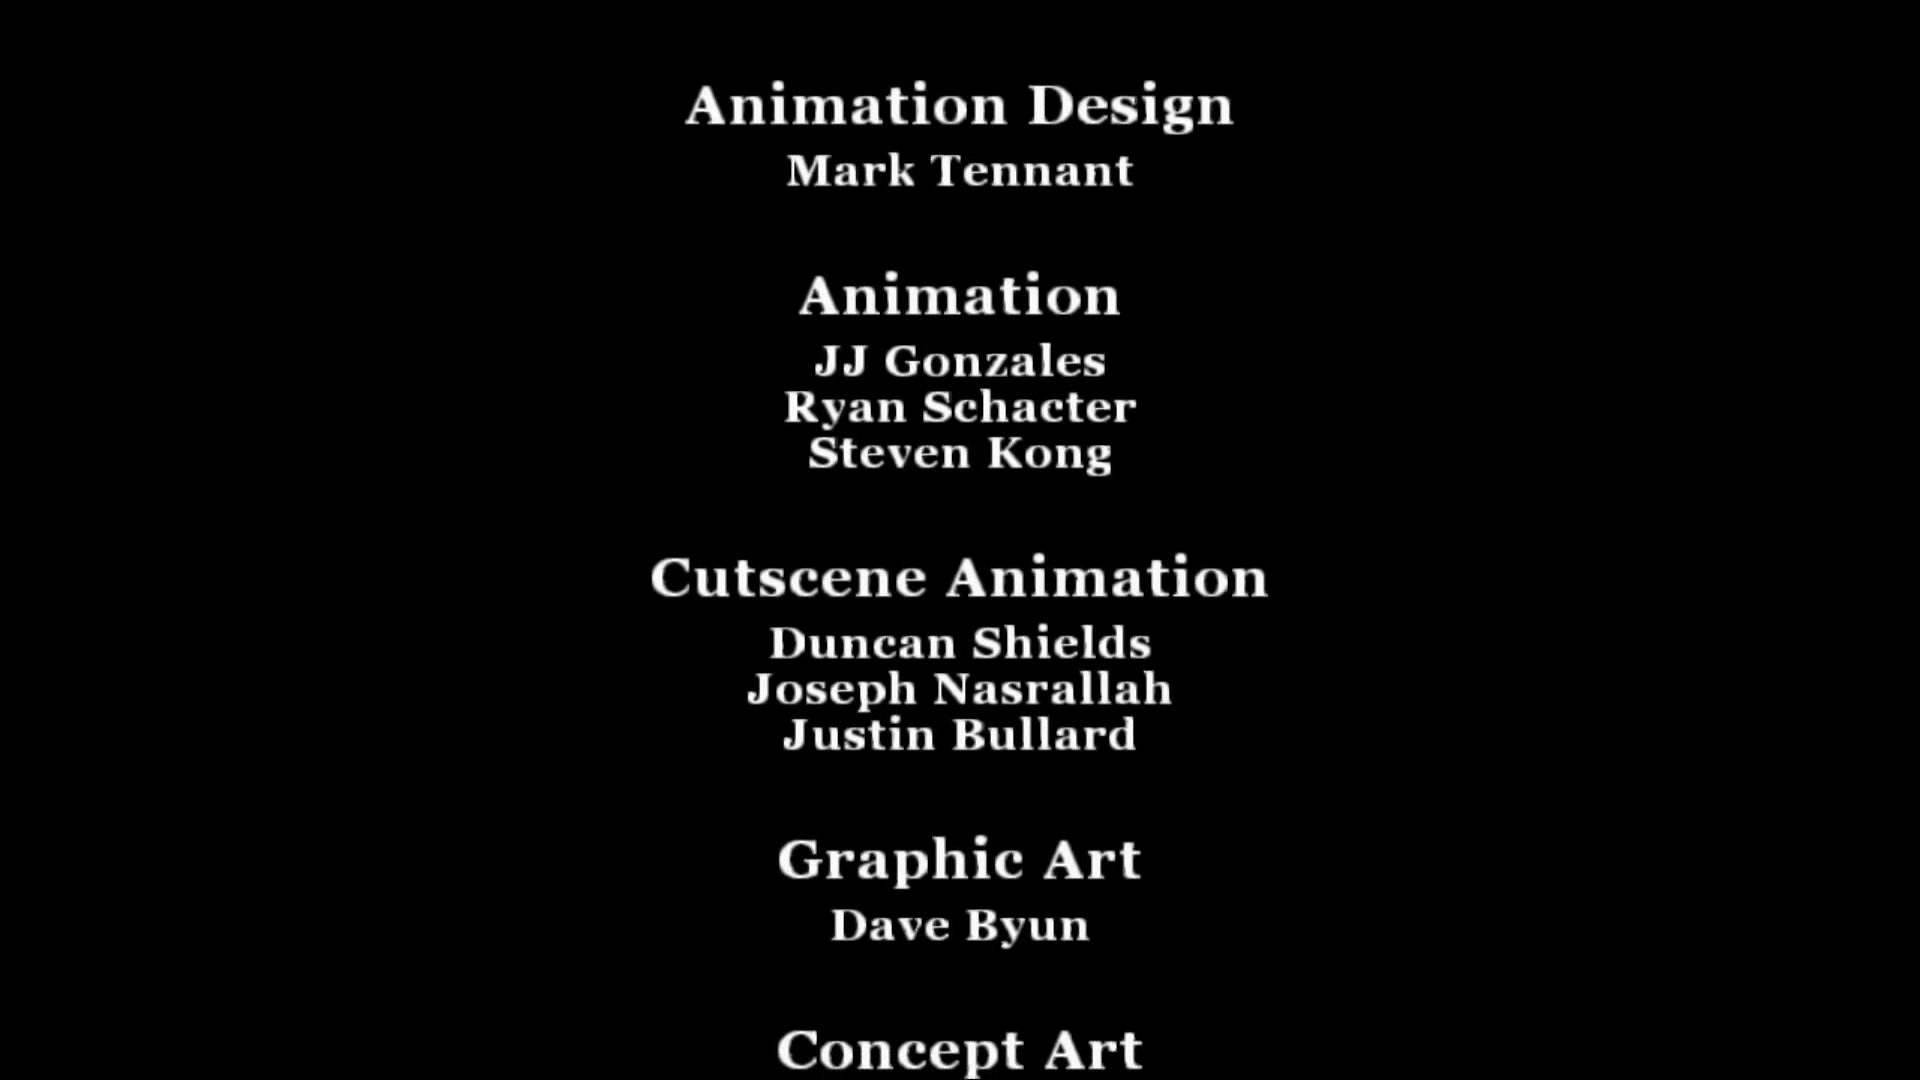 Animation Design
Mark Tennant
Animation
JJ Gonzales
Ryan Schacter
Steven Kong
Cutscene Animation
Duncan Shields
Joseph Nasrallah
Justin Bullard
Graphic Art
Dave Byun
Concept Art